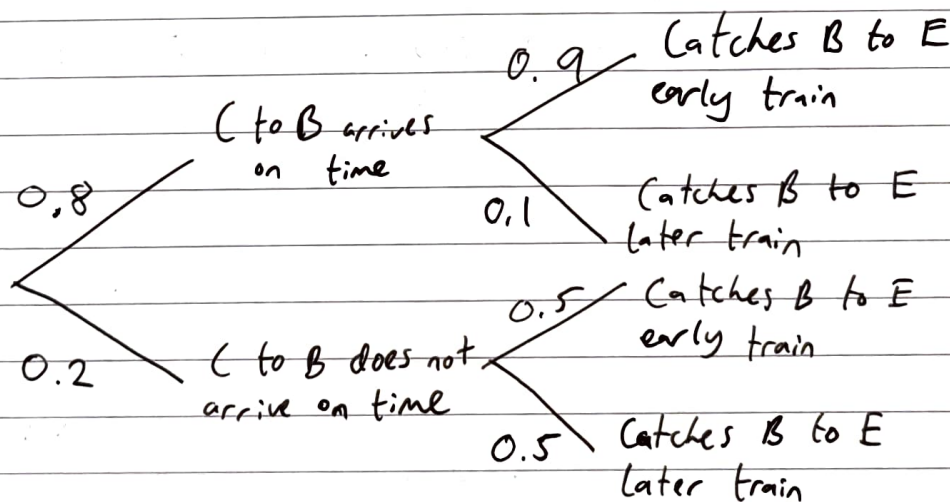 0.9
Catches B to E
early train
C to B arrives
on time
0.8
0.1
Catches B to E
later train
0.5
Catches B to E
early train
0.2
C to B does not
arrive on time
0.5
Catches B to E
later train